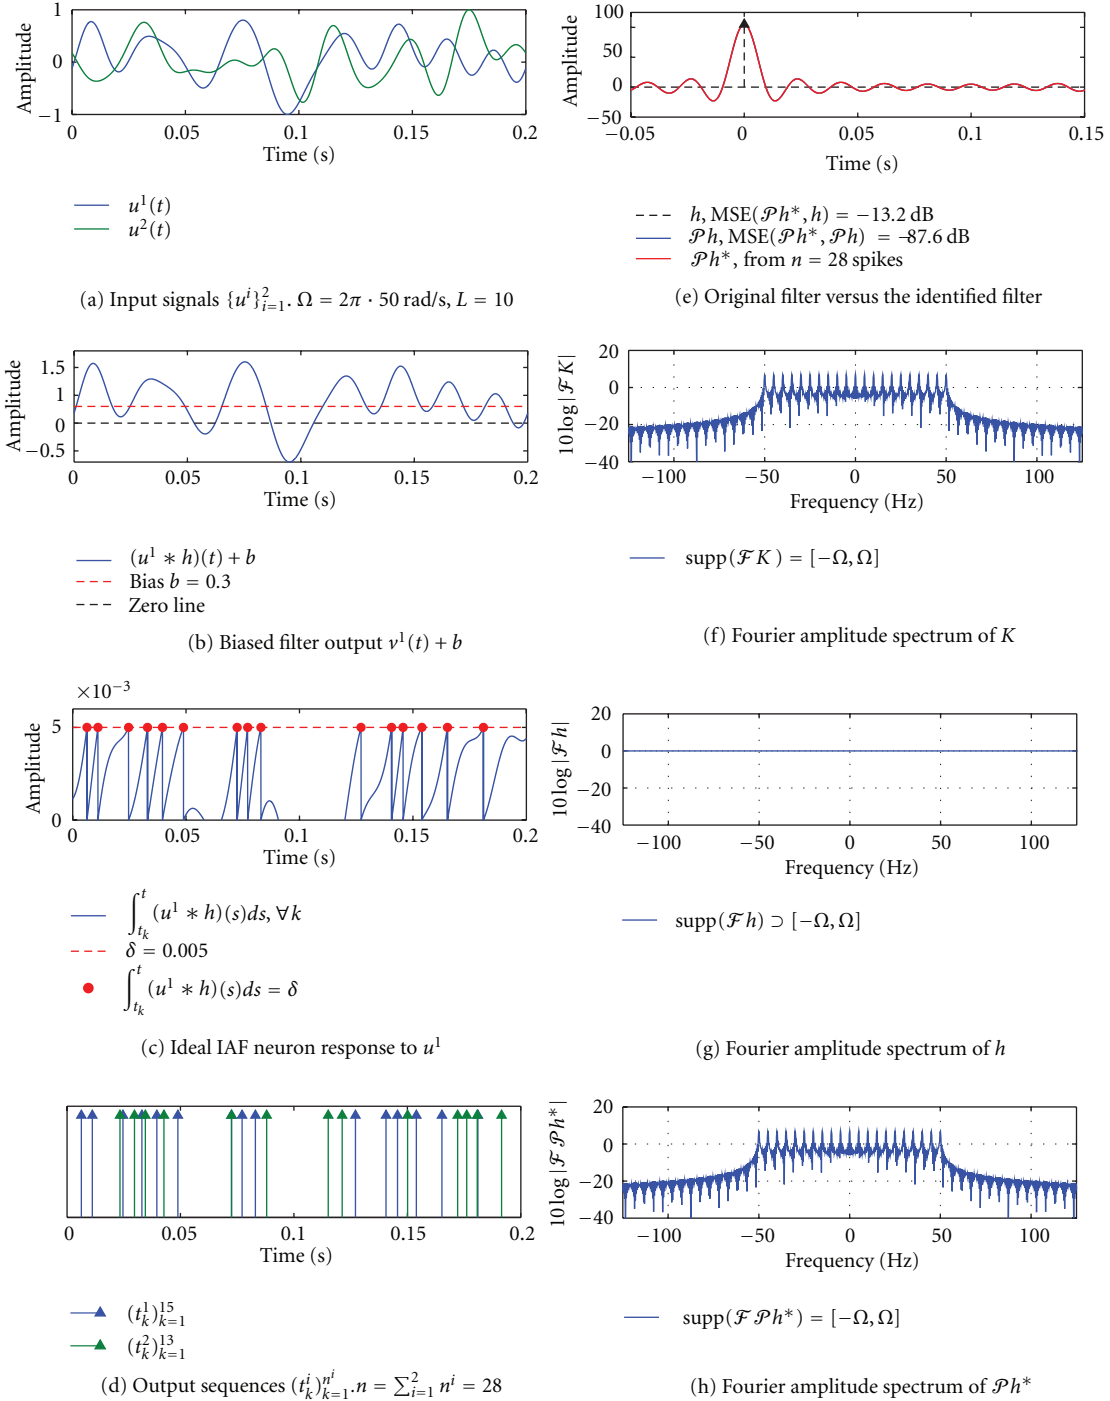 1
0
−1
Amplitude
0
0.05
0.1
0.15
0.2
Time (s)
u¹(t)
u²(t)
(a) Input signals {uⁱ}²ᵢ₌₁. Ω = 2π · 50 rad/s, L = 10
1.5
1
0
−0.5
Amplitude
0
0.05
0.1
0.15
0.2
Time (s)
(u¹ ∗ h)(t) + b
Bias b = 0.3
Zero line
(b) Biased filter output v¹(t) + b
×10⁻³
5
0
Amplitude
0
0.05
0.1
0.15
0.2
Time (s)
∫ₜₖᵗ (u¹ ∗ h)(s)ds, ∀k
δ = 0.005
∫ₜₖᵗ (u¹ ∗ h)(s)ds = δ
(c) Ideal IAF neuron response to u¹
0
0.05
0.1
0.15
0.2
Time (s)
(t¹ₖ)¹⁵ₖ₌₁
(t²ₖ)¹³ₖ₌₁
(d) Output sequences (tⁱₖ)ⁿⁱₖ₌₁.n = ∑²ᵢ₌₁ nⁱ = 28
100
50
0
−50
Amplitude
−0.05
0
0.05
0.1
0.15
Time (s)
h, MSE(𝒫h*, h) = −13.2 dB
𝒫h, MSE(𝒫h*, 𝒫h) = −87.6 dB
𝒫h*, from n = 28 spikes
(e) Original filter versus the identified filter
20
0
−20
−40
10 log |ℱK|
−100
−50
0
50
100
Frequency (Hz)
supp(ℱK) = [−Ω, Ω]
(f) Fourier amplitude spectrum of K
20
0
−20
−40
10 log |ℱh|
−100
−50
0
50
100
Frequency (Hz)
supp(ℱh) ⊃ [−Ω, Ω]
(g) Fourier amplitude spectrum of h
20
0
−20
−40
10 log |ℱ𝒫h*|
−100
−50
0
50
100
Frequency (Hz)
supp(ℱ𝒫h*) = [−Ω, Ω]
(h) Fourier amplitude spectrum of 𝒫h*